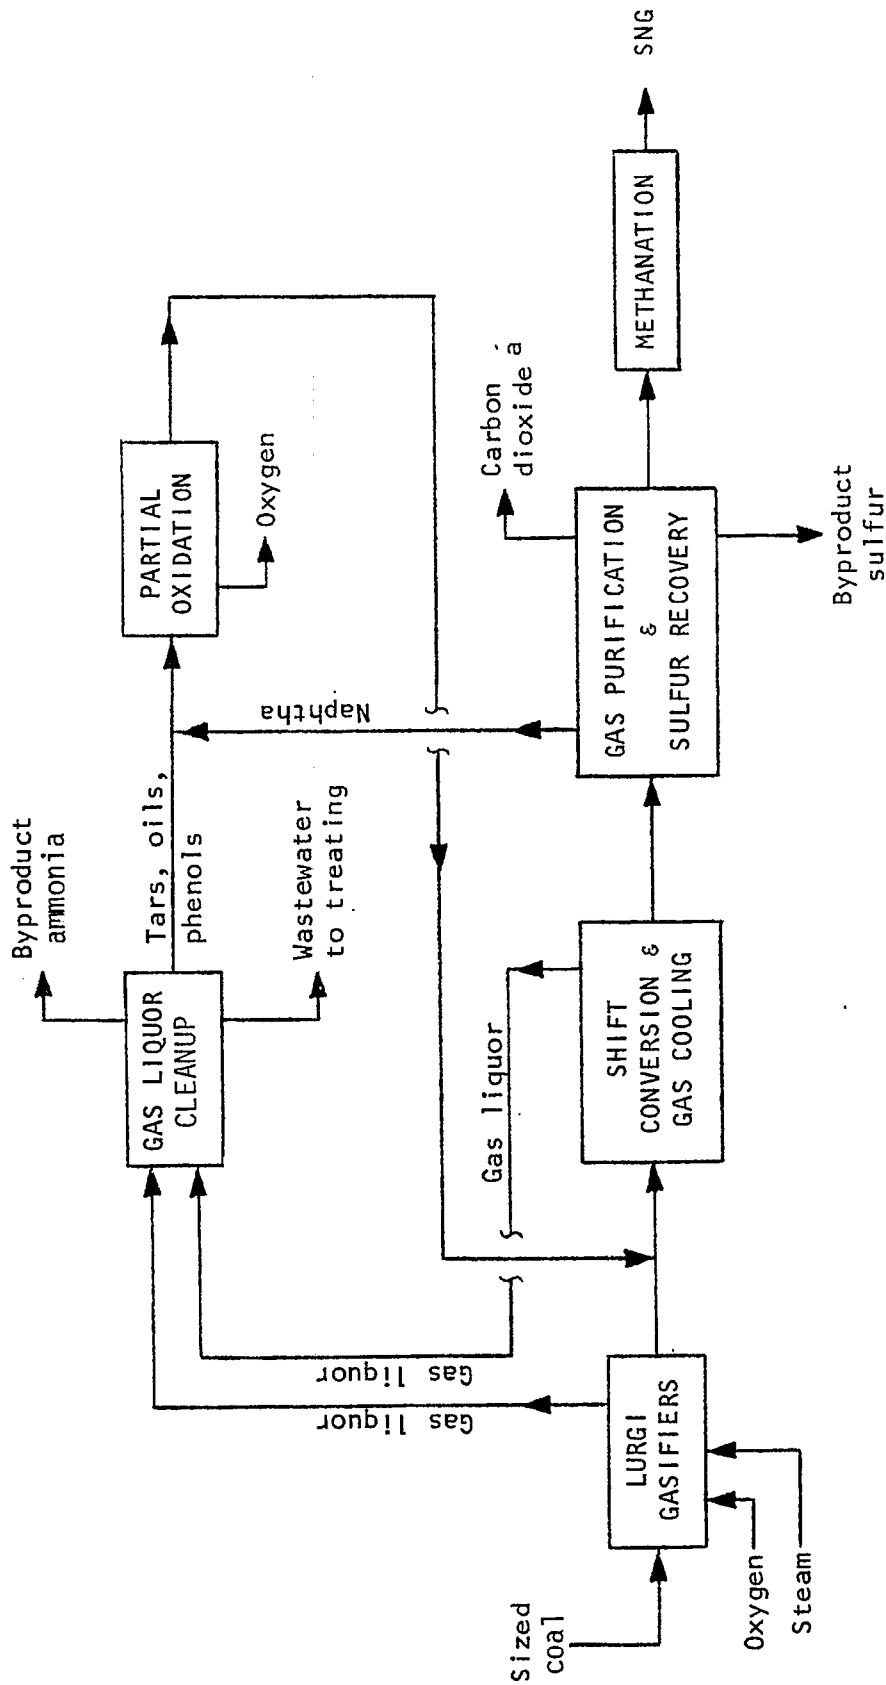 Byproduct
ammonia
GAS LIQUOR
CLEANUP
Tars, oils,
phenols
Wastewater
to treating
PARTIAL
OXIDATION
Oxygen
Naphtha
Gas liquor
Gas liquor
Gas liquor
Sized
coal
Oxygen
Steam
LURGI
GASIFIERS
SHIFT
CONVERSION &
GAS COOLING
GAS PURIFICATION
&
SULFUR RECOVERY
Carbon
dioxide a
Byproduct
sulfur
METHANATION
SNG